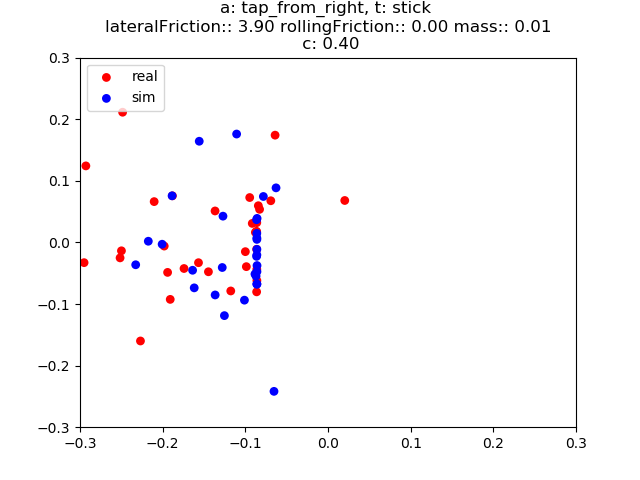 a: tap_from_right, t: stick
lateralFriction:: 3.90 rollingFriction:: 0.00 mass:: 0.01
c: 0.40
real
sim
0.3
0.2
0.1
0.0
−0.1
−0.2
−0.3
−0.3
−0.2
−0.1
0.0
0.1
0.2
0.3